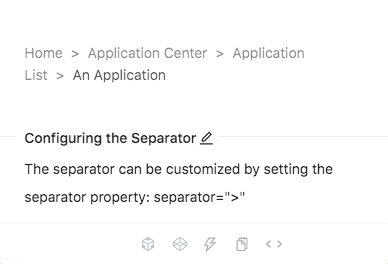 Home > Application Center > Application
List > An Application
Configuring the Separator
The separator can be customized by setting the
separator property: separator=">"